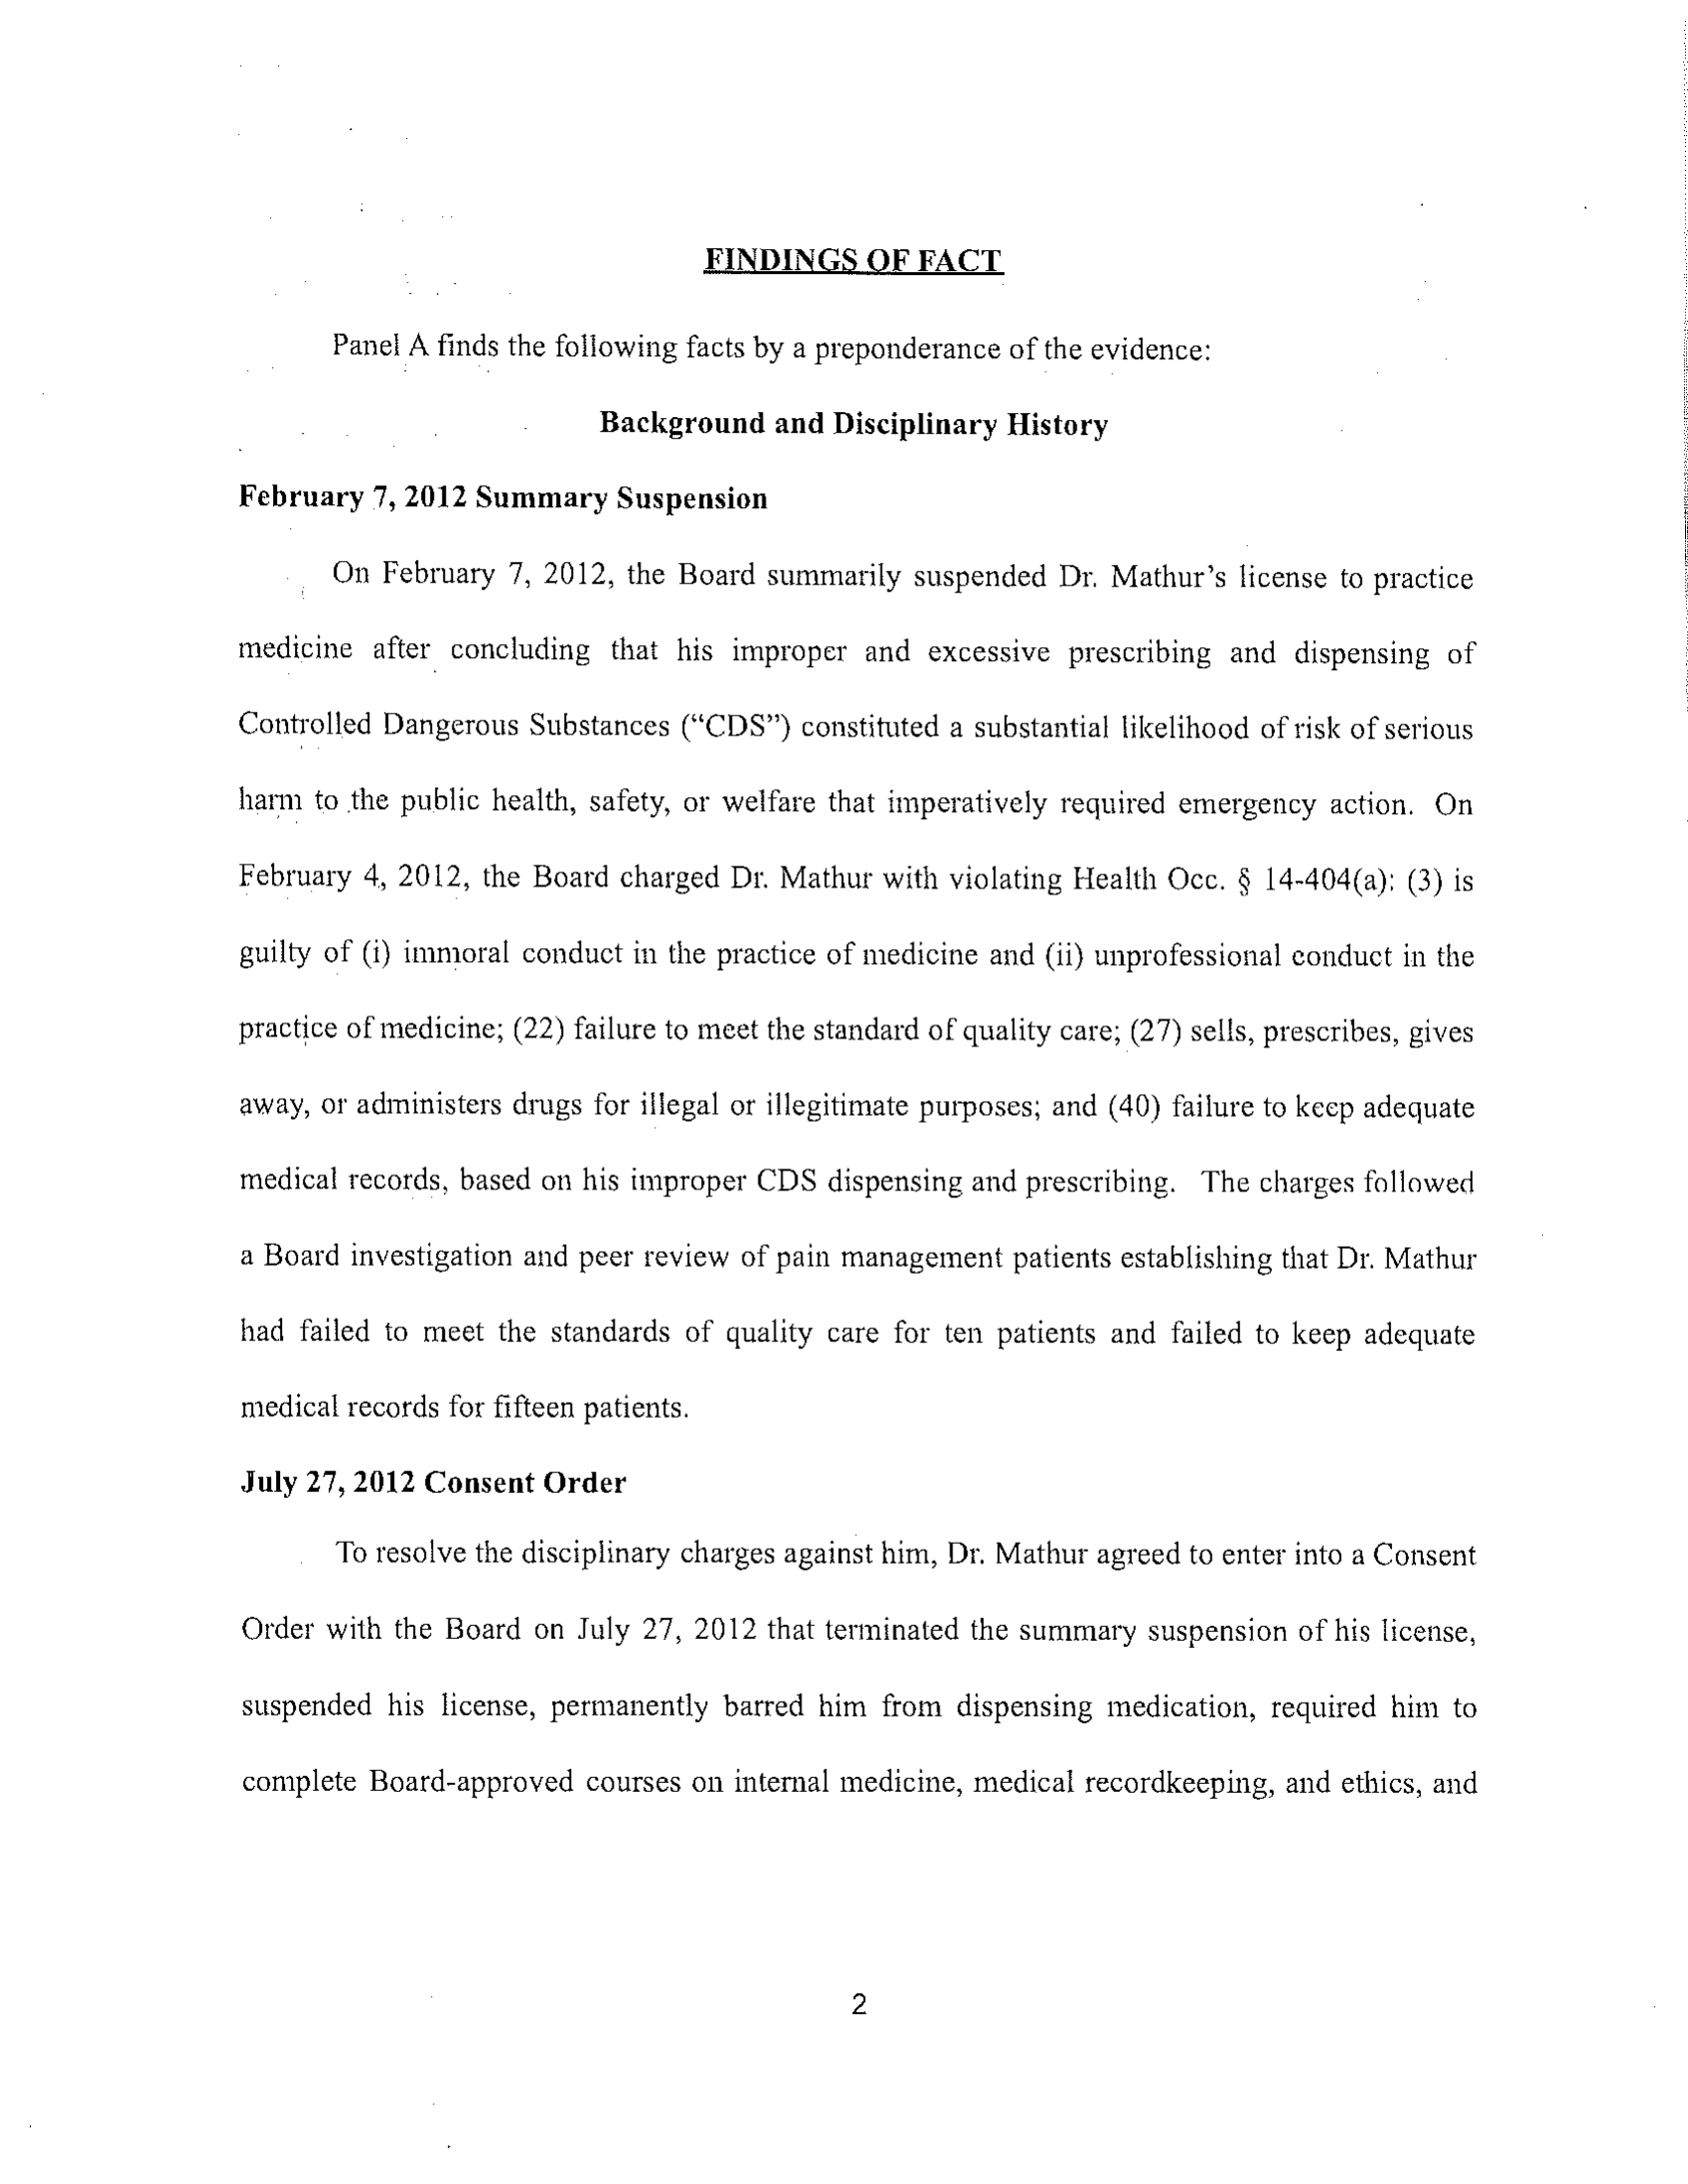 FINDINGS OF FACT
Panel A finds the following facts by a preponderance of the evidence:
Background and Disciplinary History
February 7, 2012 Summary Suspension
On February 7, 2012, the Board summarily suspended Dr. Mathur's license to practice
medicine after concluding that his improper and excessive prescribing and dispensing of
Controlled Dangerous Substances (“CDS”) constituted a substantial likelihood of risk of serious
harm to the public health, safety, or welfare that imperatively required emergency action. On
February 4, 2012, the Board charged Dr. Mathur with violating Health Occ. § 14-404(a): (3) is
guilty of (i) immoral conduct in the practice of medicine and (ii) unprofessional conduct in the
practice of medicine; (22) failure to meet the standard of quality care; (27) sells, prescribes, gives
away, or administers drugs for illegal or illegitimate purposes; and (40) failure to keep adequate
medical records, based on his improper CDS dispensing and prescribing. The charges followed
a Board investigation and peer review of pain management patients establishing that Dr. Mathur
had failed to meet the standards of quality care for ten patients and failed to keep adequate
medical records for fifteen patients.
July 27, 2012 Consent Order
To resolve the disciplinary charges against him, Dr. Mathur agreed to enter into a Consent
Order with the Board on July 27, 2012 that terminated the summary suspension of his license,
suspended his license, permanently barred him from dispensing medication, required him to
complete Board-approved courses on internal medicine, medical recordkeeping, and ethics, and
2